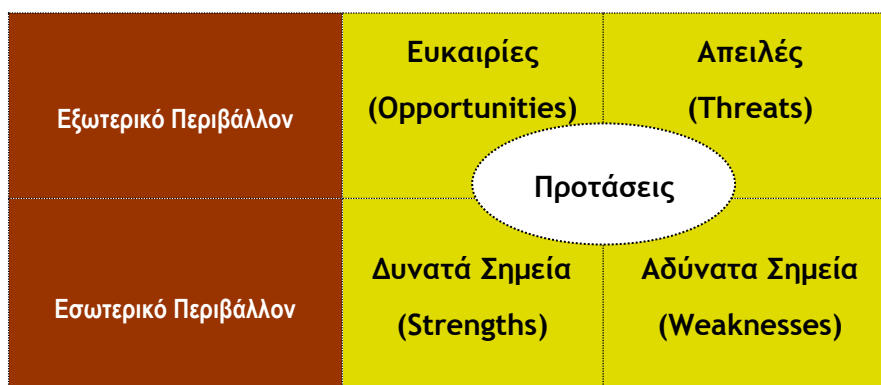 Ευκαιρίες
(Opportunities)
Απειλές
(Threats)
Εξωτερικό Περιβάλλον
Προτάσεις
Δυνατά Σημεία
(Strengths)
Αδύνατα Σημεία
(Weaknesses)
Εσωτερικό Περιβάλλον